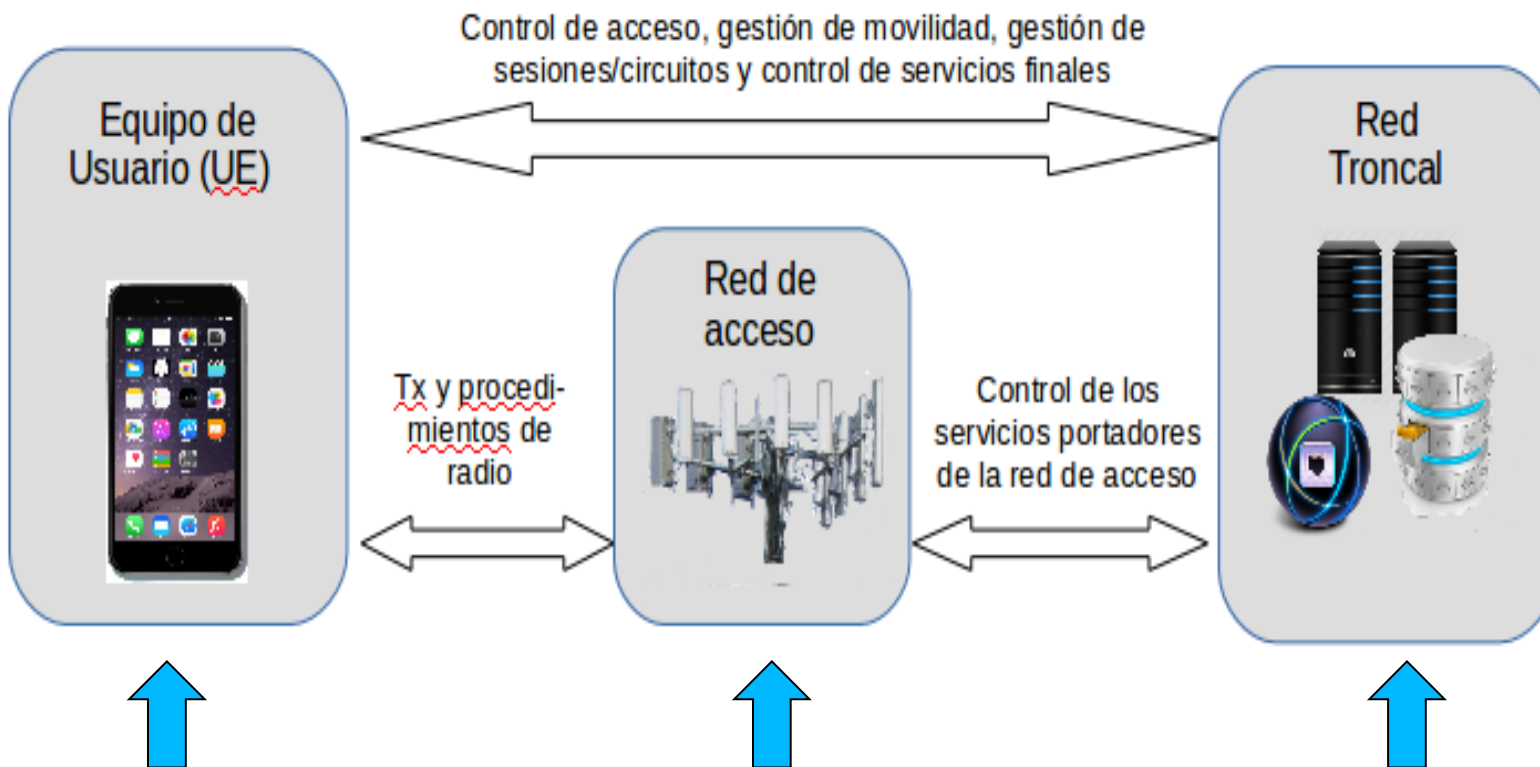 Control de acceso, gestión de movilidad, gestión de
sesiones/circuitos y control de servicios finales
Equipo de
Usuario (UE)
Red
Troncal
Red de
acceso
Tx y procedi-
mientos de
radio
Control de los
servicios portadores
de la red de acceso